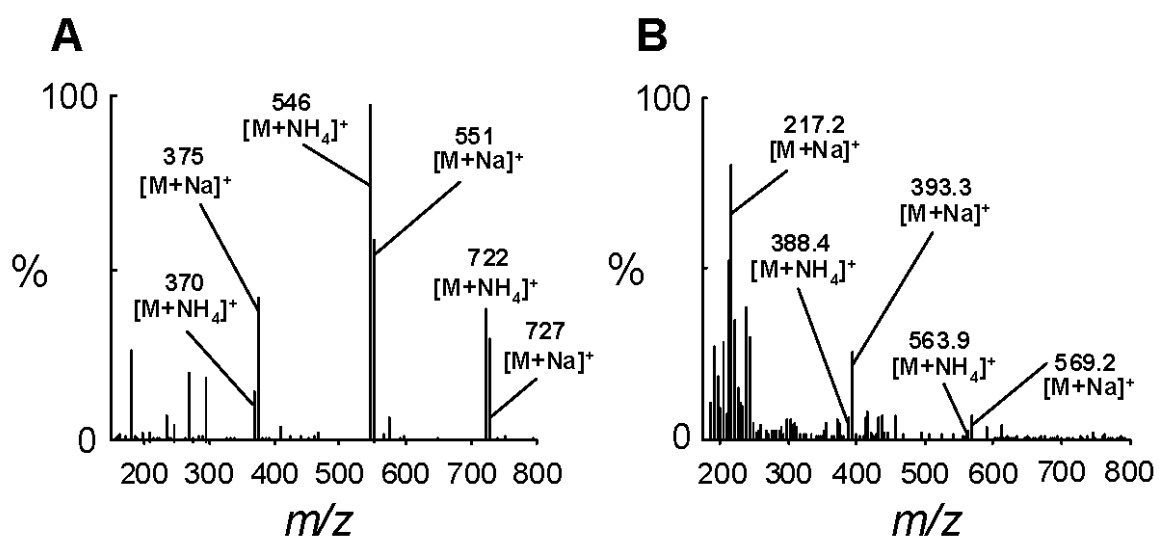 A
100
%
0
546
[M+NH₄]⁺
551
[M+Na]⁺
375
[M+Na]⁺
370
[M+NH₄]⁺
722
[M+NH₄]⁺
727
[M+Na]⁺
200 300 400 500 600 700 800
m/z
B
100
%
0
217.2
[M+Na]⁺
393.3
[M+Na]⁺
388.4
[M+NH₄]⁺
563.9
[M+NH₄]⁺
569.2
[M+Na]⁺
200 300 400 500 600 700 800
m/z